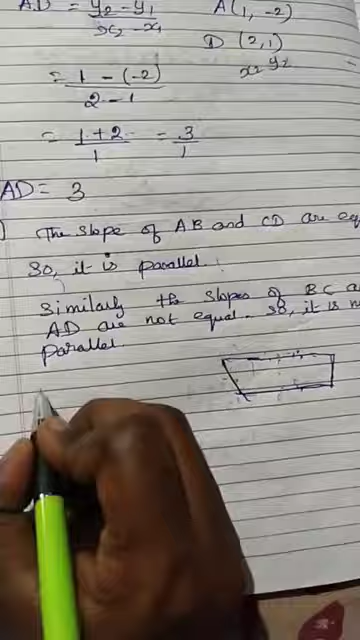 AD = y2 - y1 / x2 - x1
A(1, -2)
D (2,1)
x2 y2
= 1 - (-2) / 2 - 1
= 1+2 / 1 = 3 / 1
AD = 3
The slope of AB and CD are
So, it is parallel
Similarly the slopes of BC
AD are not equal. So, it is
parallel